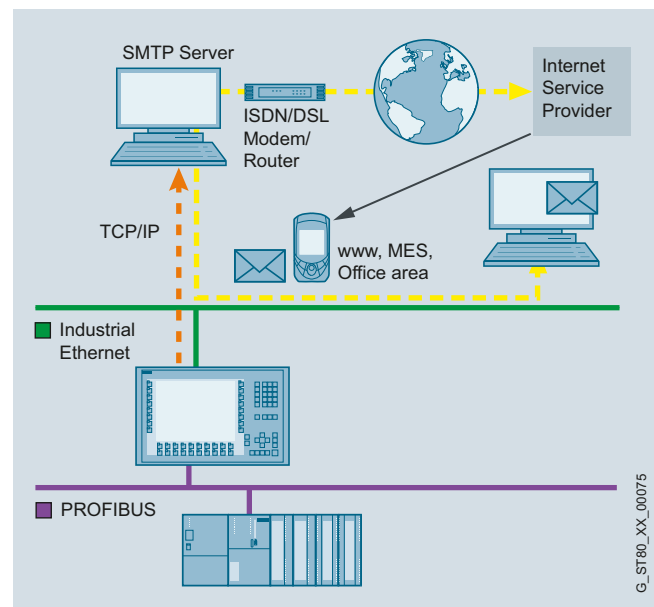 SMTP Server
ISDN/DSL
Modem/
Router
Internet
Service
Provider
TCP/IP
www, MES,
Office area
Industrial
Ethernet
PROFIBUS
G_ST80_XX_00075